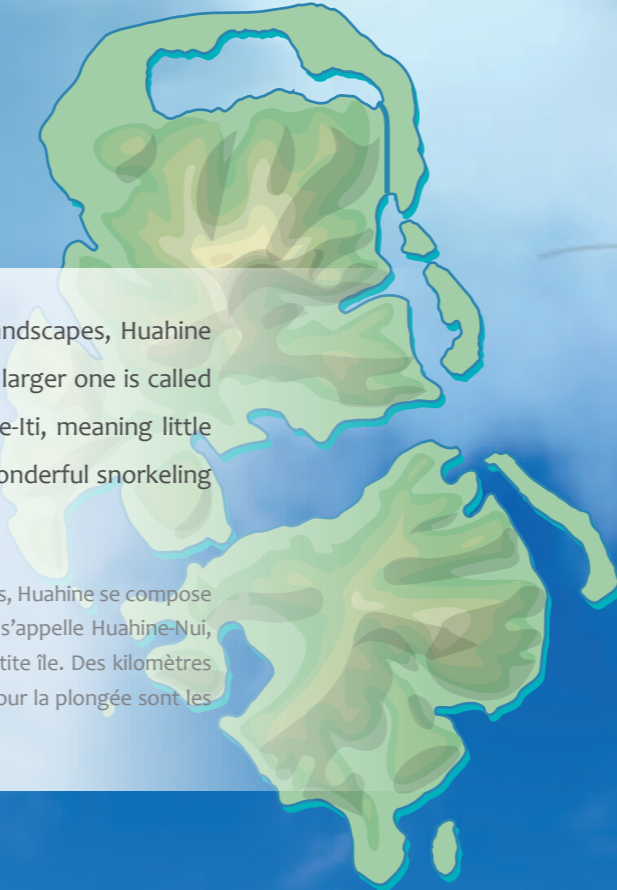 ndscapes, Huahine
larger one is called
e-Iti, meaning little
onderful snorkeling
s, Huahine se compose
s’appelle Huahine-Nui,
tite île. Des kilomètres
our la plongée sont les